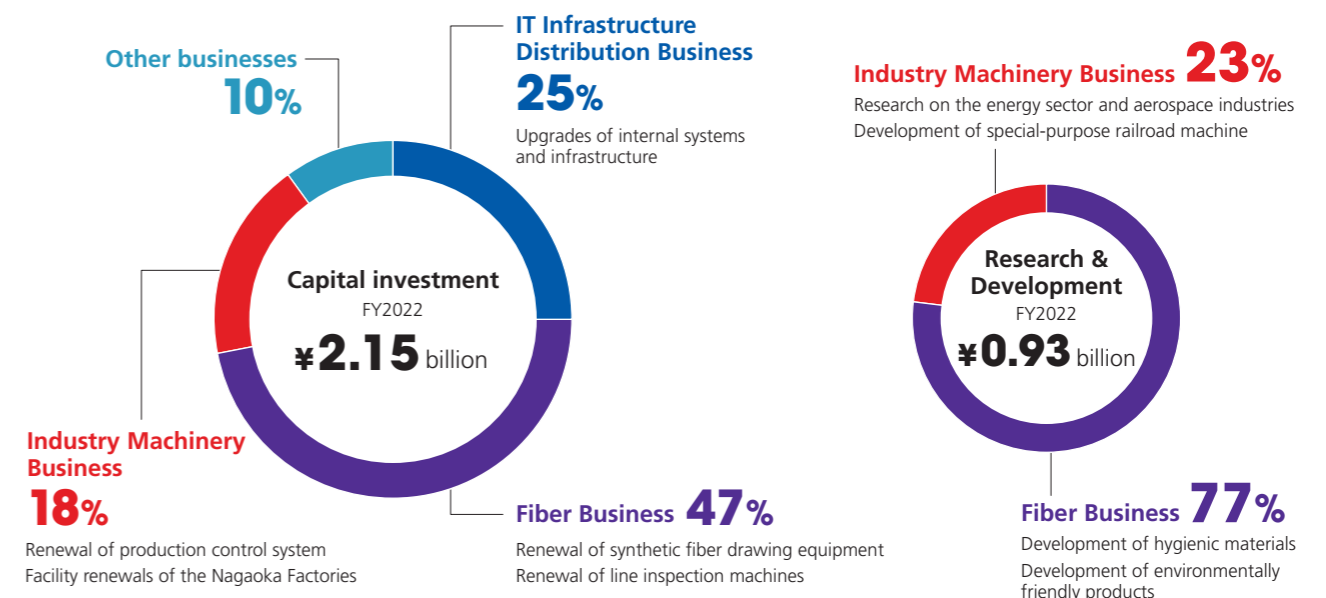 Other businesses
10%
IT Infrastructure
Distribution Business
25%
Upgrades of internal systems
and infrastructure
Capital investment
FY2022
¥2.15 billion
Industry Machinery
Business
18%
Renewal of production control system
Facility renewals of the Nagaoka Factories
Fiber Business 47%
Renewal of synthetic fiber drawing equipment
Renewal of line inspection machines
Industry Machinery Business 23%
Research on the energy sector and aerospace industries
Development of special-purpose railroad machine
Research &
Development
FY2022
¥0.93 billion
Fiber Business 77%
Development of hygienic materials
Development of environmentally
friendly products